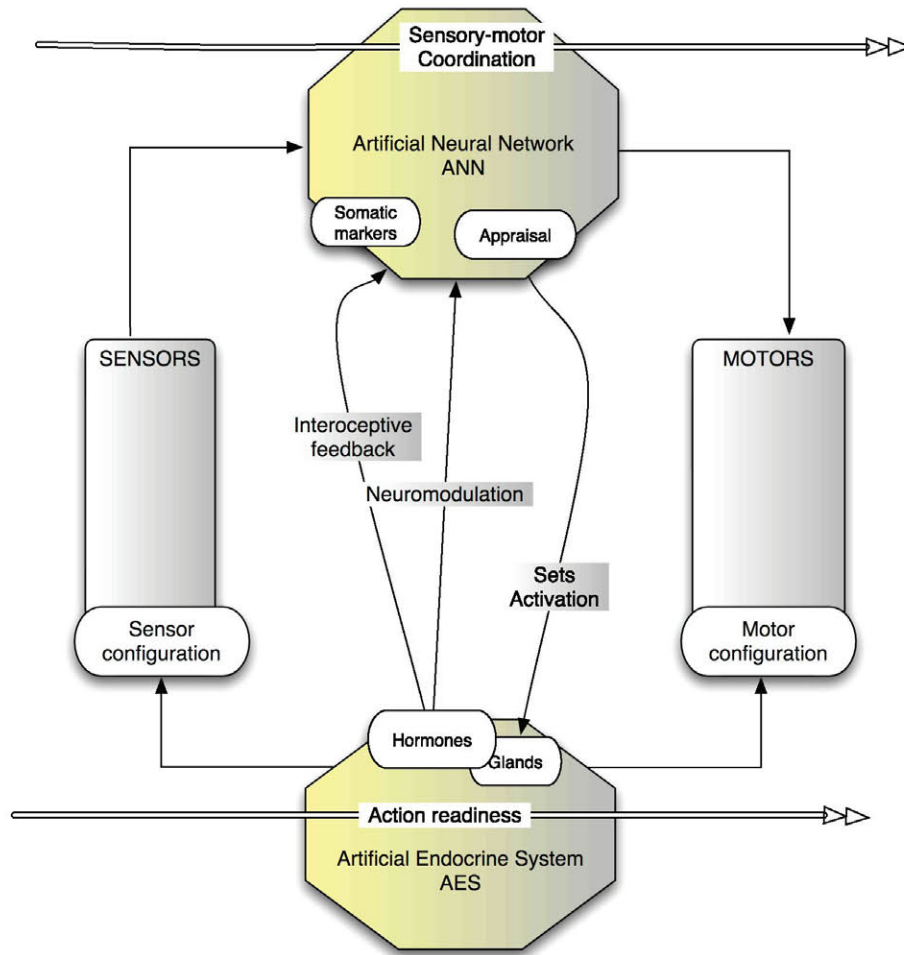 Sensory-motor
Coordination
Artificial Neural Network
ANN
Somatic
markers
Appraisal
SENSORS
MOTORS
Interoceptive
feedback
Neuromodulation
Sets
Activation
Sensor
configuration
Motor
configuration
Hormones
Glands
Action readiness
Artificial Endocrine System
AES